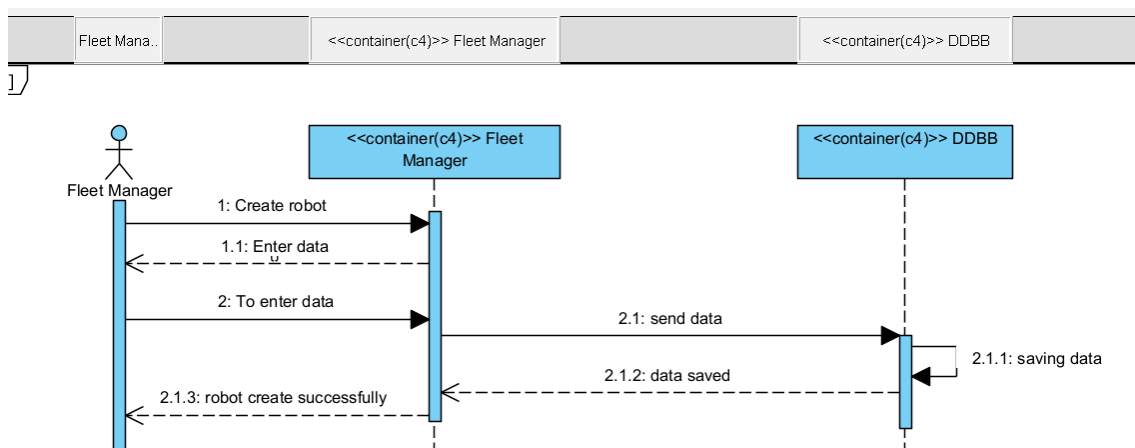 Fleet Mana..
<<container(c4)>> Fleet Manager
<<container(c4)>> DDBB
]
<<container(c4)>> Fleet
Manager
<<container(c4)>> DDBB
Fleet Manager
1: Create robot
1.1: Enter data
2: To enter data
2.1: send data
2.1.1: saving data
2.1.2: data saved
2.1.3: robot create successfully